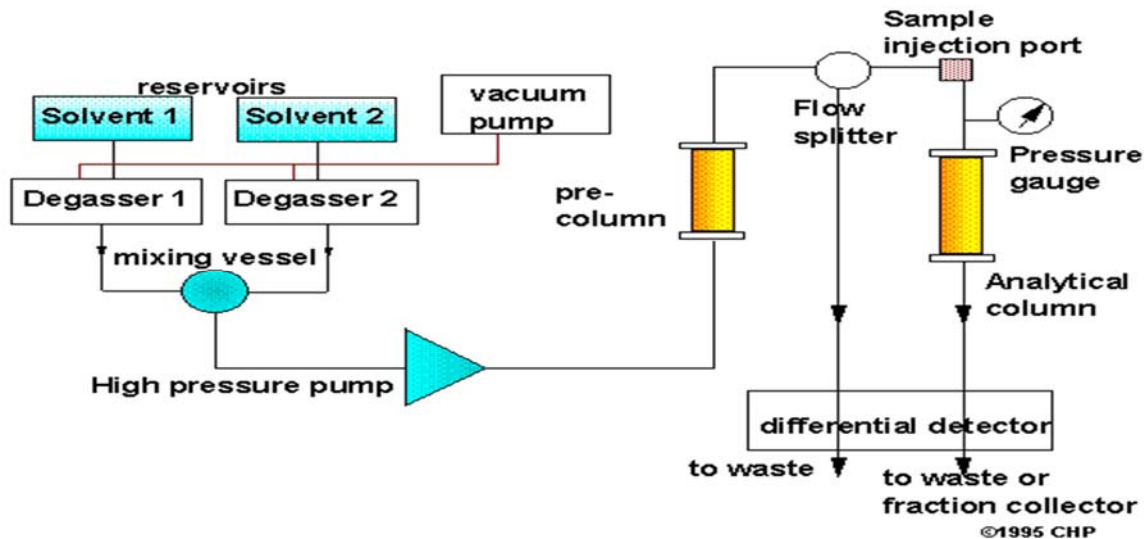 Sample
injection port
reservoirs
Solvent 1
Solvent 2
vacuum
pump
Flow
splitter
Degasser 1
Degasser 2
Pressure
gauge
pre-
column
mixing vessel
Analytical
column
High pressure pump
differential detector
to waste
to waste or
fraction collector
©1995 CHP